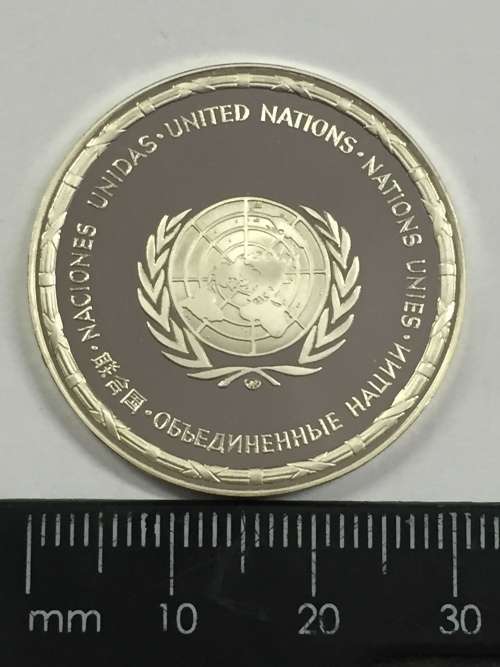 · UNITED NATIONS · NATIONS UNIES · ОБЪЕДИНЕННЫЕ НАЦИИ · 联合国 · NACIONES UNIDAS
mm 10 20 30